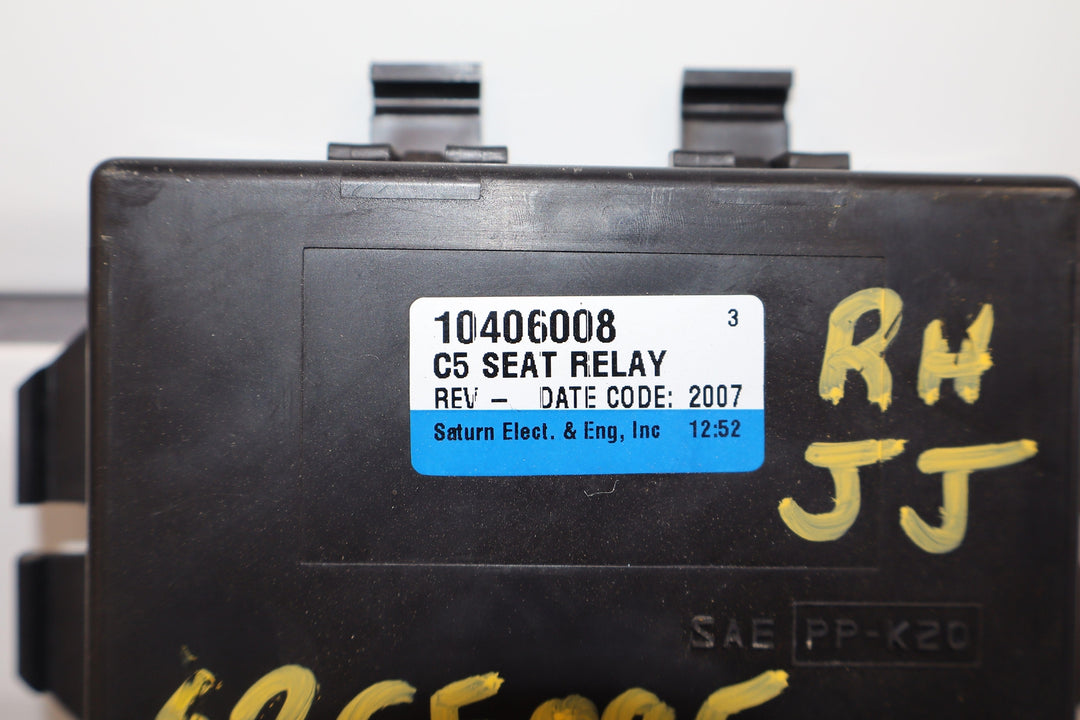 10406008 3
C5 SEAT RELAY
REV - DATE CODE: 2007
Saturn Elect. & Eng, Inc 12:52
RH
JJ
SAE PP-K20